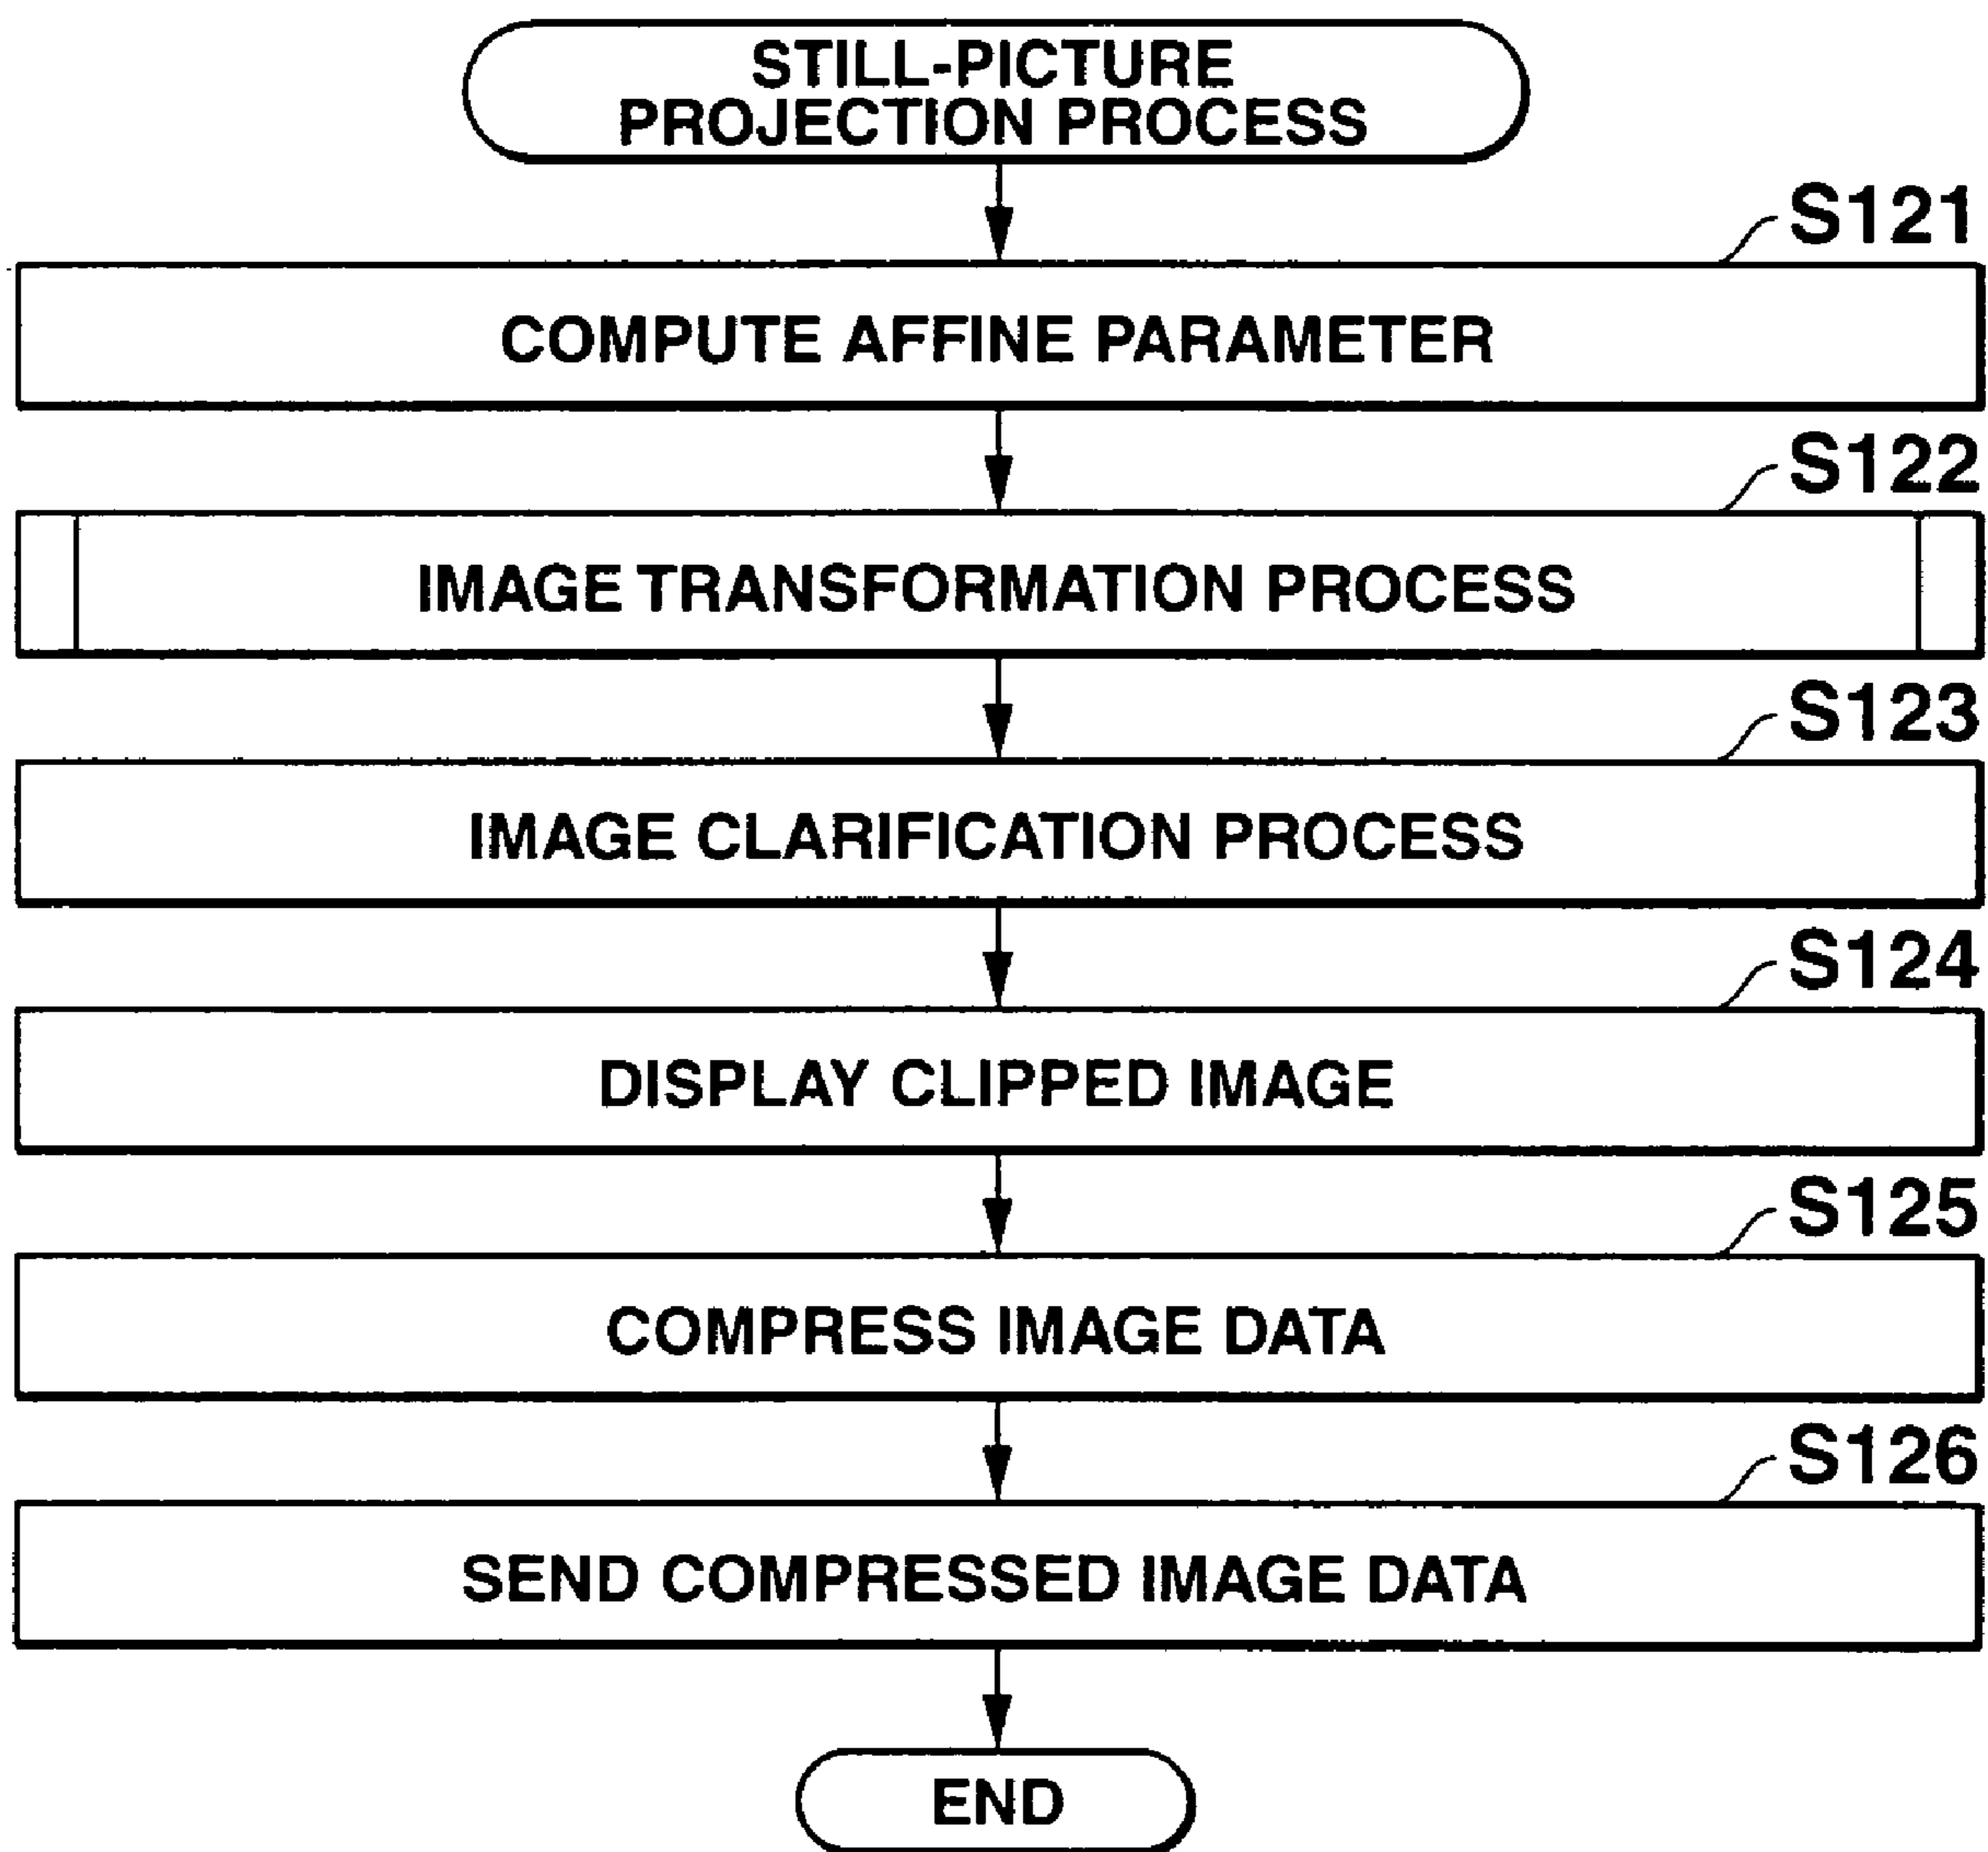 STILL-PICTURE
PROJECTION PROCESS
S121
COMPUTE AFFINE PARAMETER
S122
IMAGE TRANSFORMATION PROCESS
S123
IMAGE CLARIFICATION PROCESS
S124
DISPLAY CLIPPED IMAGE
S125
COMPRESS IMAGE DATA
S126
SEND COMPRESSED IMAGE DATA
END